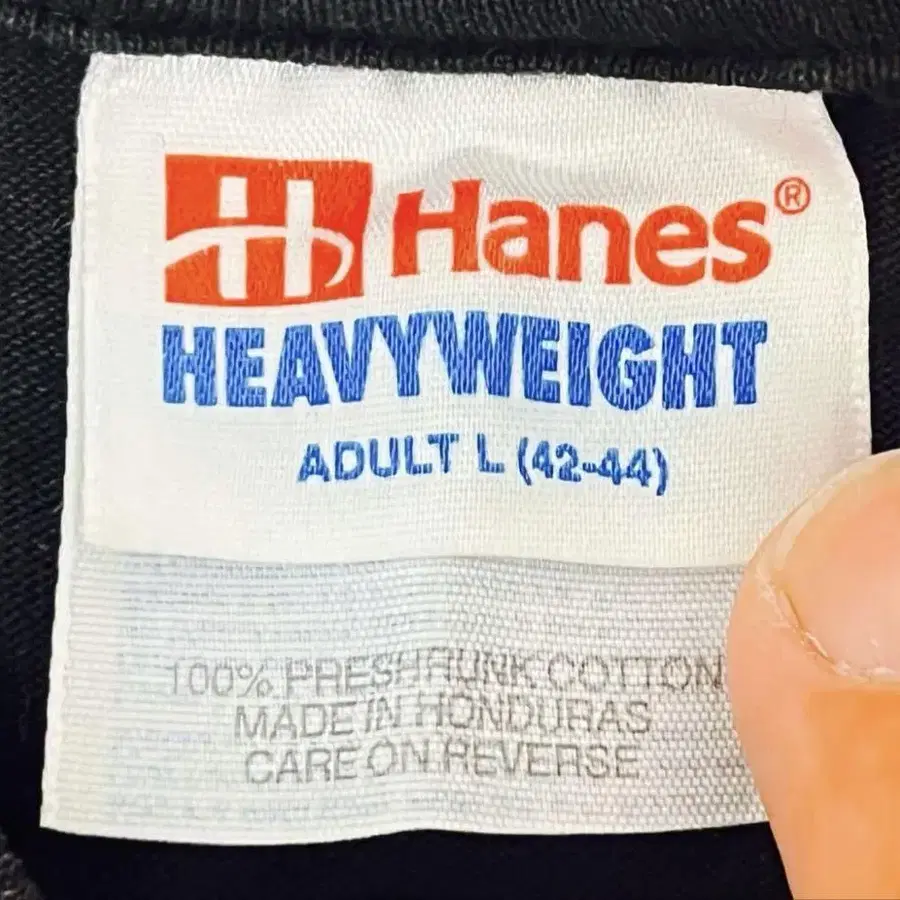 H Hanes®
HEAVYWEIGHT
ADULT L (42-44)
100% PRESHRUNK COTTON
MADE IN HONDURAS
CARE ON REVERSE